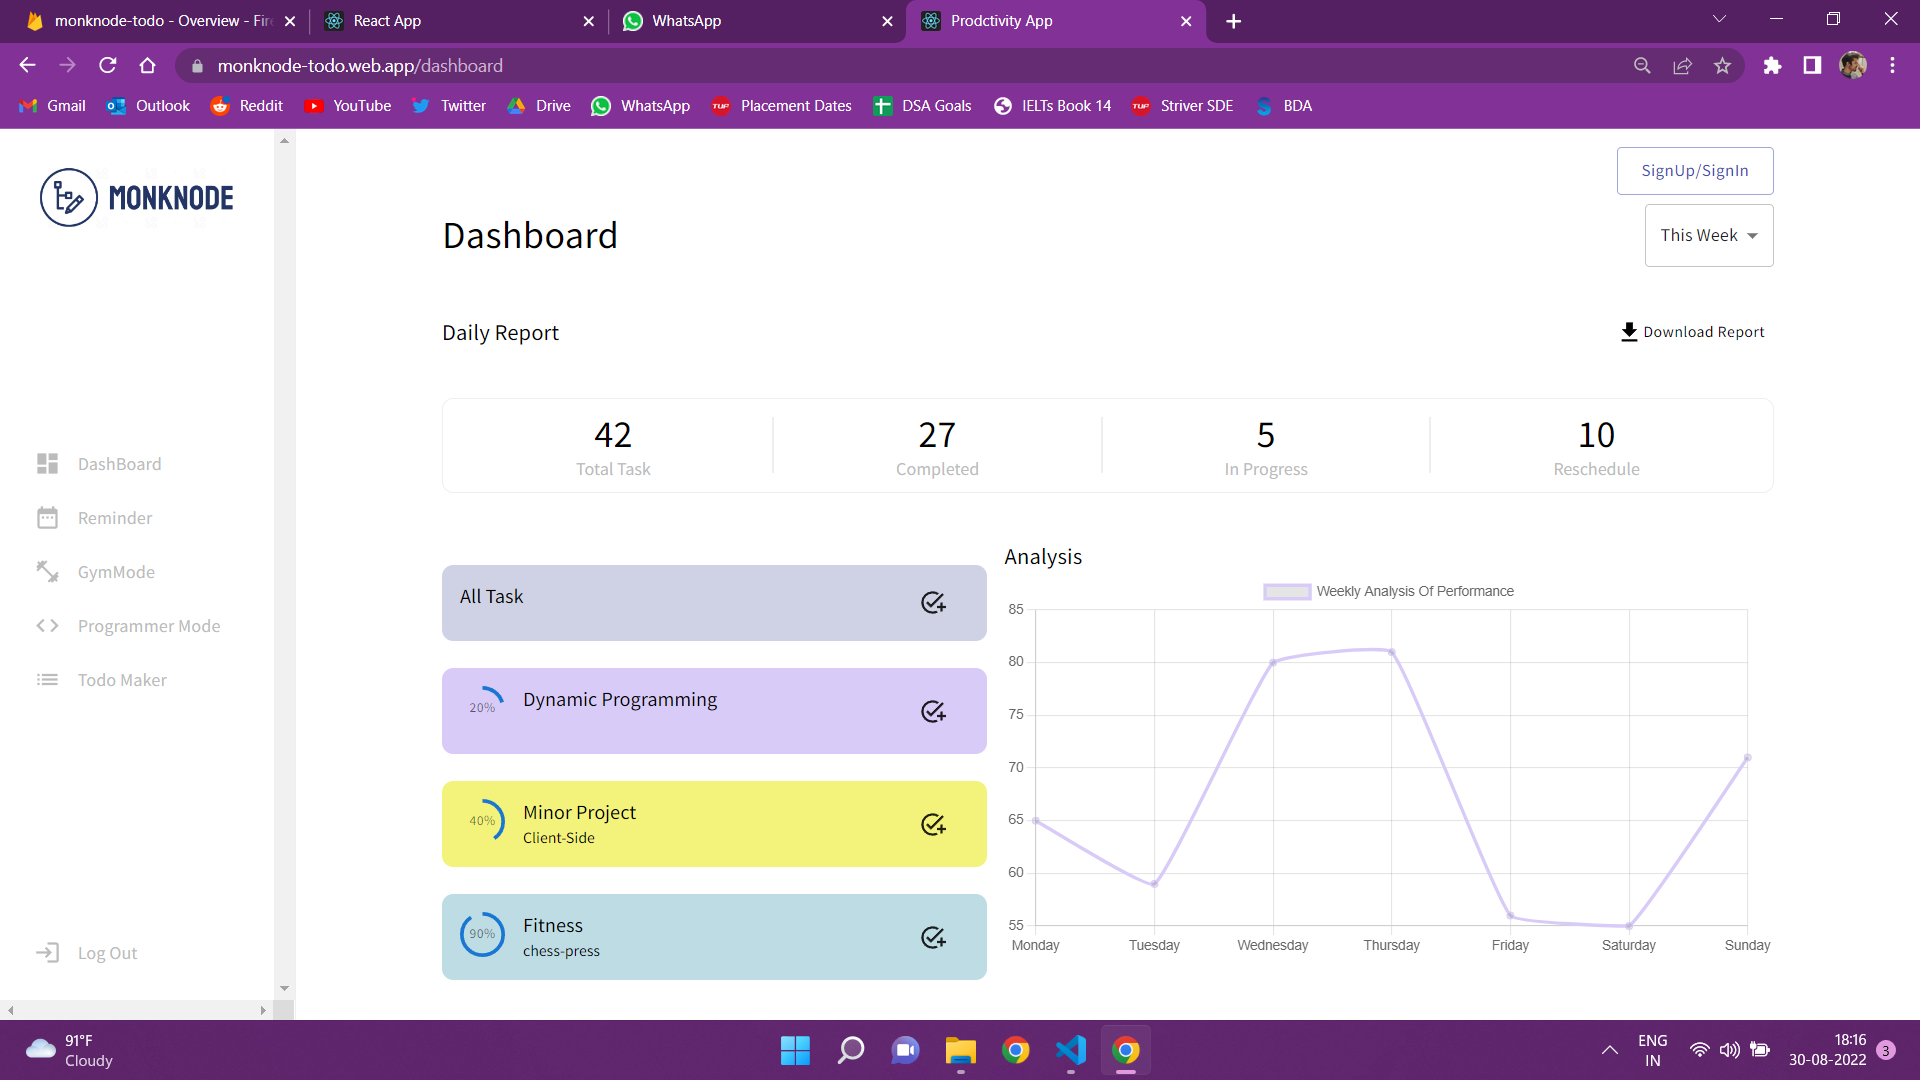 monknode-todo - Overview - Fire
React App
WhatsApp
Prodctivity App
monknode-todo.web.app/dashboard
Gmail
Outlook
Reddit
YouTube
Twitter
Drive
WhatsApp
Placement Dates
DSA Goals
IELTs Book 14
Striver SDE
BDA
MONKNODE
DashBoard
Reminder
GymMode
Programmer Mode
Todo Maker
Log Out
SignUp/SignIn
Dashboard
This Week
Daily Report
Download Report
42
Total Task
27
Completed
5
In Progress
10
Reschedule
All Task
20%
Dynamic Programming
40%
Minor Project
Client-Side
90%
Fitness
chess-press
Analysis
Weekly Analysis Of Performance
85
80
75
70
65
60
55
Monday
Tuesday
Wednesday
Thursday
Friday
Saturday
Sunday
91°F
Cloudy
ENG
IN
18:16
30-08-2022
3